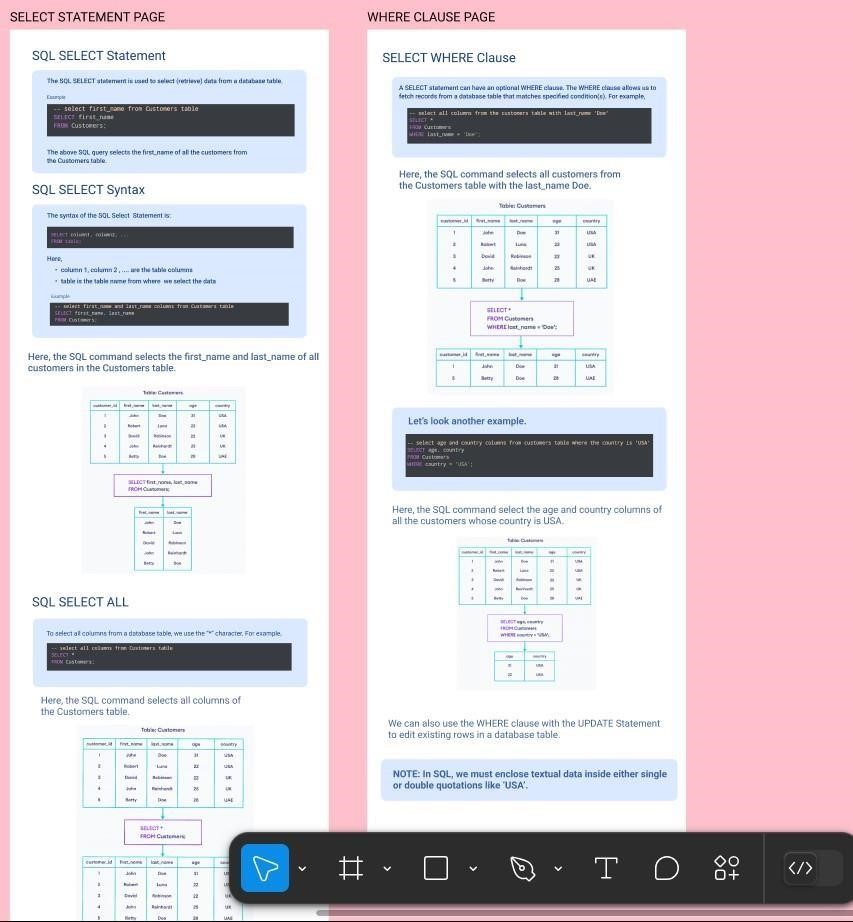 SELECT STATEMENT PAGE
SQL SELECT Statement
The SQL SELECT statement is used to select (retrieve) data from a database table.
Example
-- select first_name from Customers table
SELECT first_name
FROM Customers;
The above SQL query selects the first_name of all the customers from
the Customers table.
SQL SELECT Syntax
The syntax of the SQL Select Statement is:
SELECT column1, column2, ...
FROM table;
Here,
• column 1, column 2 , .... are the table columns
• table is the table name from where we select the data
Example
-- select first_name and last_name columns from Customers table
SELECT first_name, last_name
FROM Customers;
Here, the SQL command selects the first_name and last_name of all
customers in the Customers table.
Table: Customers
customer_id first_name last_name age country
1 John Doe 31 USA
2 Robert Luna 22 USA
3 David Robinson 22 UK
4 John Reinhardt 25 UK
5 Betty Doe 28 UAE
SELECT first_name, last_name
FROM Customers;
first_name last_name
John Doe
Robert Luna
David Robinson
John Reinhardt
Betty Doe
SQL SELECT ALL
To select all columns from a database table, we use the "*" character. For example,
-- select all columns from Customers table
SELECT *
FROM Customers;
Here, the SQL command selects all columns of
the Customers table.
Table: Customers
customer_id first_name last_name age country
1 John Doe 31 USA
2 Robert Luna 22 USA
3 David Robinson 22 UK
4 John Reinhardt 25 UK
5 Betty Doe 28 UAE
SELECT *
FROM Customers;
customer_id first_name last_name age
1 John Doe 31
2 Robert Luna 22
3 David Robinson 22
4 John Reinhardt 25
5 Betty Doe 28
WHERE CLAUSE PAGE
SELECT WHERE Clause
A SELECT statement can have an optional WHERE clause. The WHERE clause allows us to
fetch records from a database table that matches specified condition(s). For example,
-- select all columns from the customers table with last_name 'Doe'
SELECT *
FROM Customers
WHERE last_name = 'Doe';
Here, the SQL command selects all customers from
the Customers table with the last_name Doe.
Table: Customers
customer_id first_name last_name age country
1 John Doe 31 USA
2 Robert Luna 22 USA
3 David Robinson 22 UK
4 John Reinhardt 25 UK
5 Betty Doe 28 UAE
SELECT *
FROM Customers
WHERE last_name = 'Doe';
customer_id first_name last_name age country
1 John Doe 31 USA
5 Betty Doe 28 UAE
Let's look another example.
-- select age and country columns from customers table where the country is 'USA'
SELECT age, country
FROM Customers
WHERE country = 'USA';
Here, the SQL command select the age and country columns of
all the customers whose country is USA.
Table: Customers
customer_id first_name last_name age country
1 John Doe 31 USA
2 Robert Luna 22 USA
3 David Robinson 22 UK
4 John Reinhardt 25 UK
5 Betty Doe 28 UAE
SELECT age, country
FROM Customers
WHERE country = 'USA';
age country
31 USA
22 USA
We can also use the WHERE clause with the UPDATE Statement
to edit existing rows in a database table.
NOTE: In SQL, we must enclose textual data inside either single
or double quotations like 'USA'.